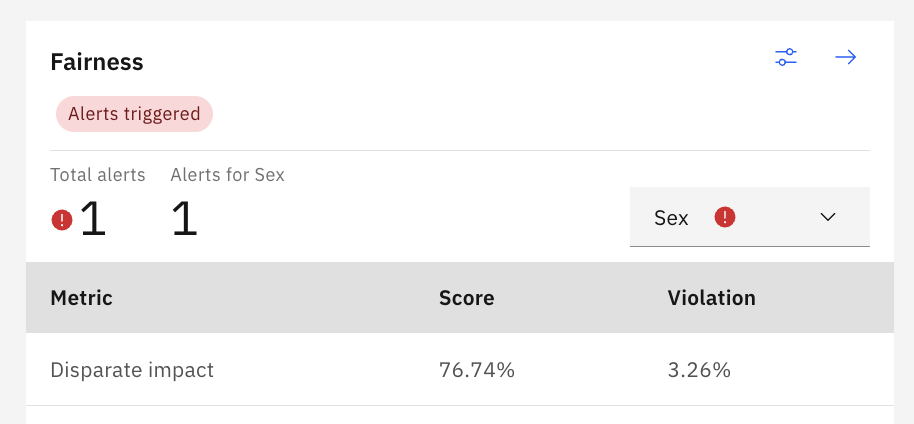 Fairness
Alerts triggered
Total alerts Alerts for Sex
1 1
Sex
Metric Score Violation
Disparate impact 76.74% 3.26%